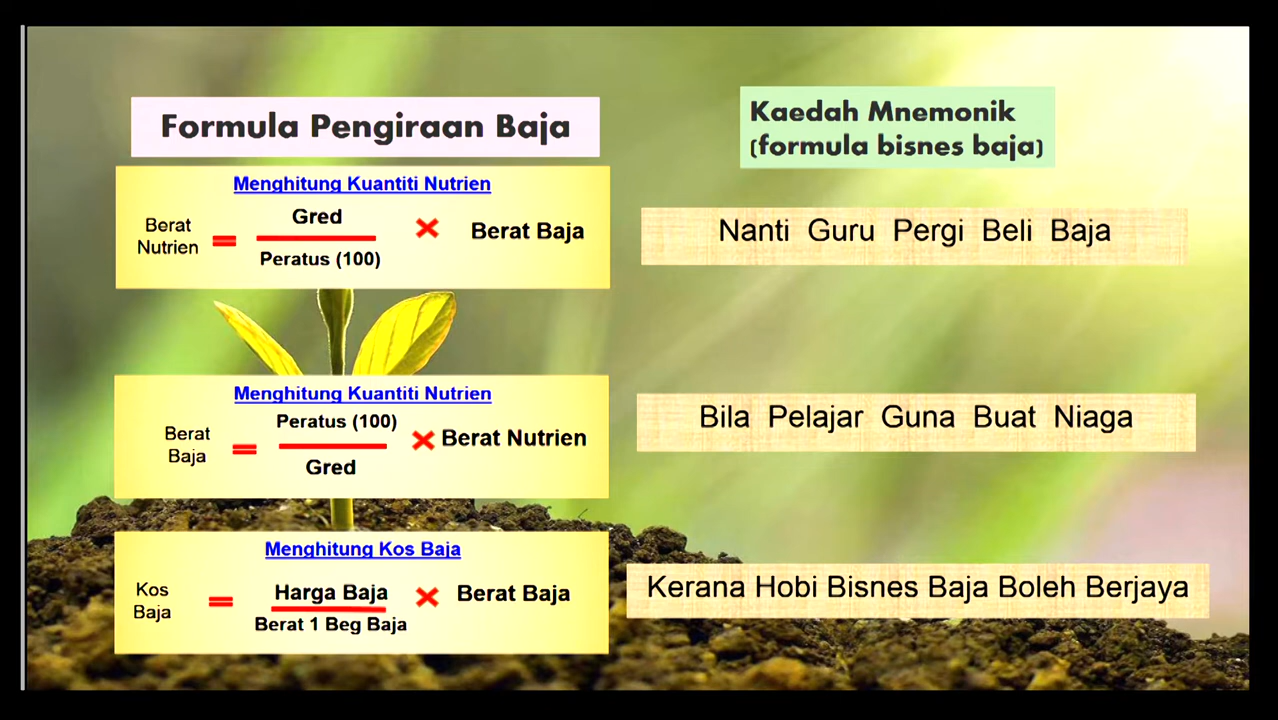 Formula Pengiraan Baja
Kaedah Mnemonik
(formula bisnes baja)
Menghitung Kuantiti Nutrien
Berat
Nutrien
=
Gred
Peratus (100)
×
Berat Baja
Nanti Guru Pergi Beli Baja
Menghitung Kuantiti Nutrien
Berat
Baja
=
Peratus (100)
Gred
×
Berat Nutrien
Bila Pelajar Guna Buat Niaga
Menghitung Kos Baja
Kos
Baja
=
Harga Baja
Berat 1 Beg Baja
×
Berat Baja
Kerana Hobi Bisnes Baja Boleh Berjaya